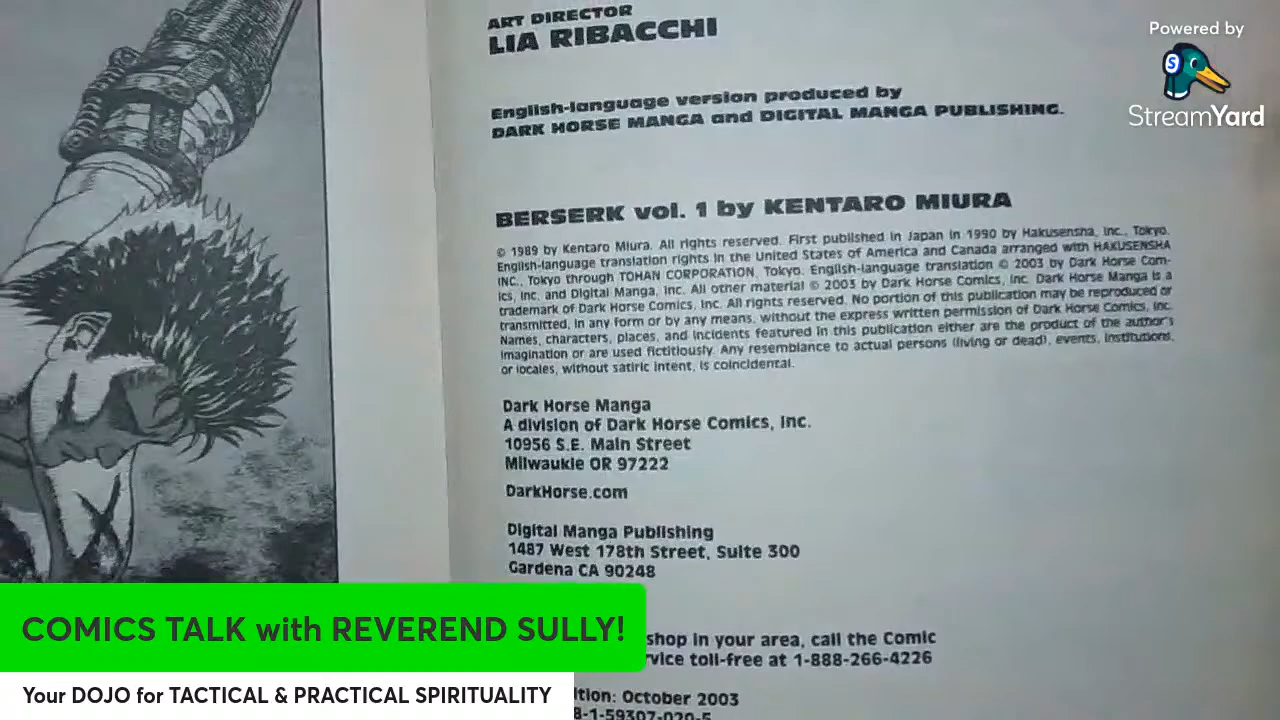 ART DIRECTOR
LIA RIBACCHI
English-language version produced by
DARK HORSE MANGA and DIGITAL MANGA PUBLISHING.
BERSERK vol. 1 by KENTARO MIURA
© 1989 by Kentaro Miura. All rights reserved. First published in Japan in 1990 by Hakusensha, Inc., Tokyo.
English-language translation rights in the United States of America and Canada arranged with HAKUSENSHA
INC., Tokyo through TOHAN CORPORATION, Tokyo. English-language translation © 2003 by Dark Horse Com-
ics, Inc. and Digital Manga, Inc. All other material © 2003 by Dark Horse Comics, Inc. Dark Horse Manga is a
trademark of Dark Horse Comics, Inc. All rights reserved. No portion of this publication may be reproduced or
transmitted, in any form or by any means, without the express written permission of Dark Horse Comics, Inc.
Names, characters, places, and incidents featured in this publication either are the product of the author's
imagination or are used fictitiously. Any resemblance to actual persons (living or dead), events, institutions,
or locales, without satiric intent, is coincidental.
Dark Horse Manga
A division of Dark Horse Comics, Inc.
10956 S.E. Main Street
Milwaukie OR 97222
DarkHorse.com
Digital Manga Publishing
1487 West 178th Street, Suite 300
Gardena CA 90248
shop in your area, call the Comic
rvice toll-free at 1-888-266-4226
ition: October 2003
8-1-59307-020-5
Powered by
StreamYard
COMICS TALK with REVEREND SULLY!
Your DOJO for TACTICAL & PRACTICAL SPIRITUALITY